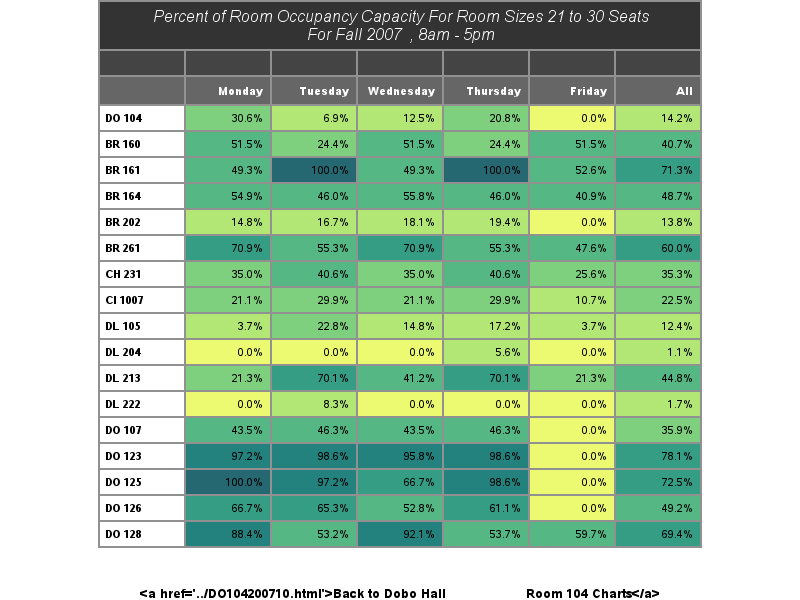 Percent of Room Occupancy Capacity For Room Sizes 21 to 30 Seats
For Fall 2007 , 8am - 5pm
Monday Tuesday Wednesday Thursday Friday All
DO 104 30.6% 6.9% 12.5% 20.8% 0.0% 14.2%
BR 160 51.5% 24.4% 51.5% 24.4% 51.5% 40.7%
BR 161 49.3% 100.0% 49.3% 100.0% 52.6% 71.3%
BR 164 54.9% 46.0% 55.8% 46.0% 40.9% 48.7%
BR 202 14.8% 16.7% 18.1% 19.4% 0.0% 13.8%
BR 261 70.9% 55.3% 70.9% 55.3% 47.6% 60.0%
CH 231 35.0% 40.6% 35.0% 40.6% 25.6% 35.3%
CI 1007 21.1% 29.9% 21.1% 29.9% 10.7% 22.5%
DL 105 3.7% 22.8% 14.8% 17.2% 3.7% 12.4%
DL 204 0.0% 0.0% 0.0% 5.6% 0.0% 1.1%
DL 213 21.3% 70.1% 41.2% 70.1% 21.3% 44.8%
DL 222 0.0% 8.3% 0.0% 0.0% 0.0% 1.7%
DO 107 43.5% 46.3% 43.5% 46.3% 0.0% 35.9%
DO 123 97.2% 98.6% 95.8% 98.6% 0.0% 78.1%
DO 125 100.0% 97.2% 66.7% 98.6% 0.0% 72.5%
DO 126 66.7% 65.3% 52.8% 61.1% 0.0% 49.2%
DO 128 88.4% 53.2% 92.1% 53.7% 59.7% 69.4%
<a href='../DO104200710.html'>Back to Dobo Hall Room 104 Charts</a>